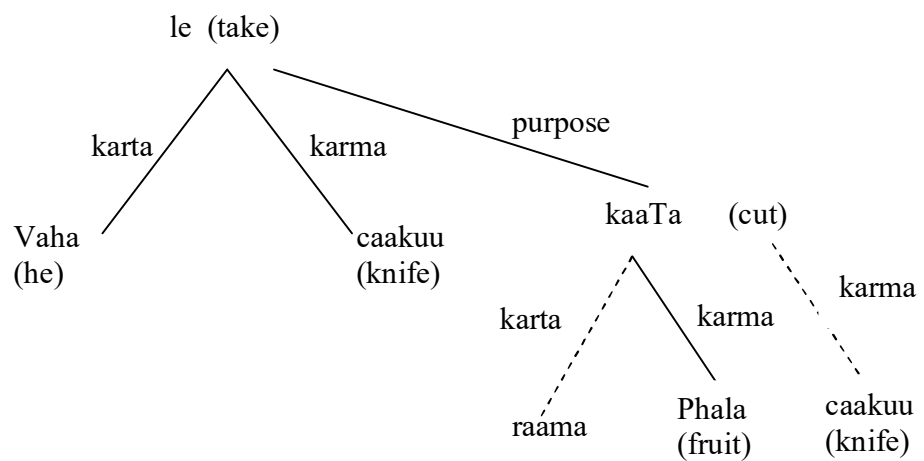 le (take)
purpose
karta karma
kaaTa (cut)
Vaha caakuu
(he) (knife)
karma
karta karma
raama Phala caakuu
(fruit) (knife)